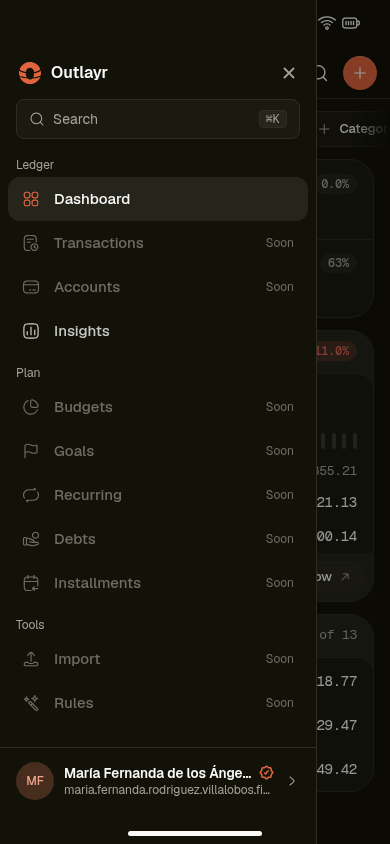 Outlayr
Search ⌘K
Categor
Ledger
0.0%
Dashboard
Transactions Soon
63%
Accounts Soon
Insights
11.0%
Plan
Budgets Soon
Goals Soon
355.21
Recurring Soon
21.13
Debts Soon
00.14
Installments Soon
ow
Tools
of 13
Import Soon
18.77
Rules Soon
29.47
MF
María Fernanda de los Ánge...
49.42
maria.fernanda.rodriguez.villalobos.fi...